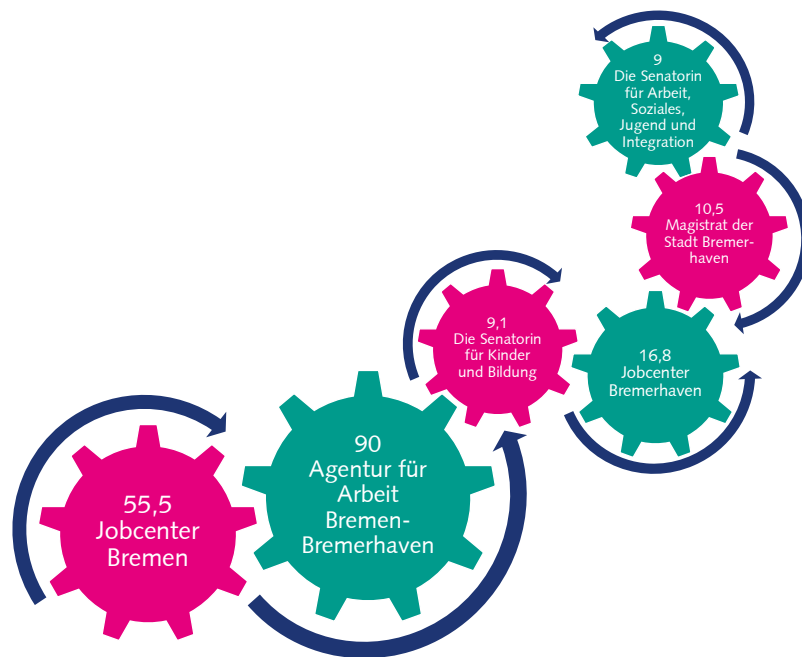 9
Die Senatorin
für Arbeit,
Soziales,
Jugend und
Integration
10,5
Magistrat der
Stadt Bremer-
haven
9,1
Die Senatorin
für Kinder
und Bildung
16,8
Jobcenter
Bremerhaven
90
Agentur für
Arbeit
Bremen-
Bremerhaven
55,5
Jobcenter
Bremen